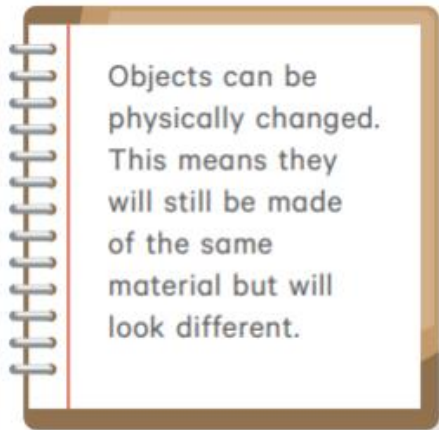 Objects can be
physically changed.
This means they
will still be made
of the same
material but will
look different.